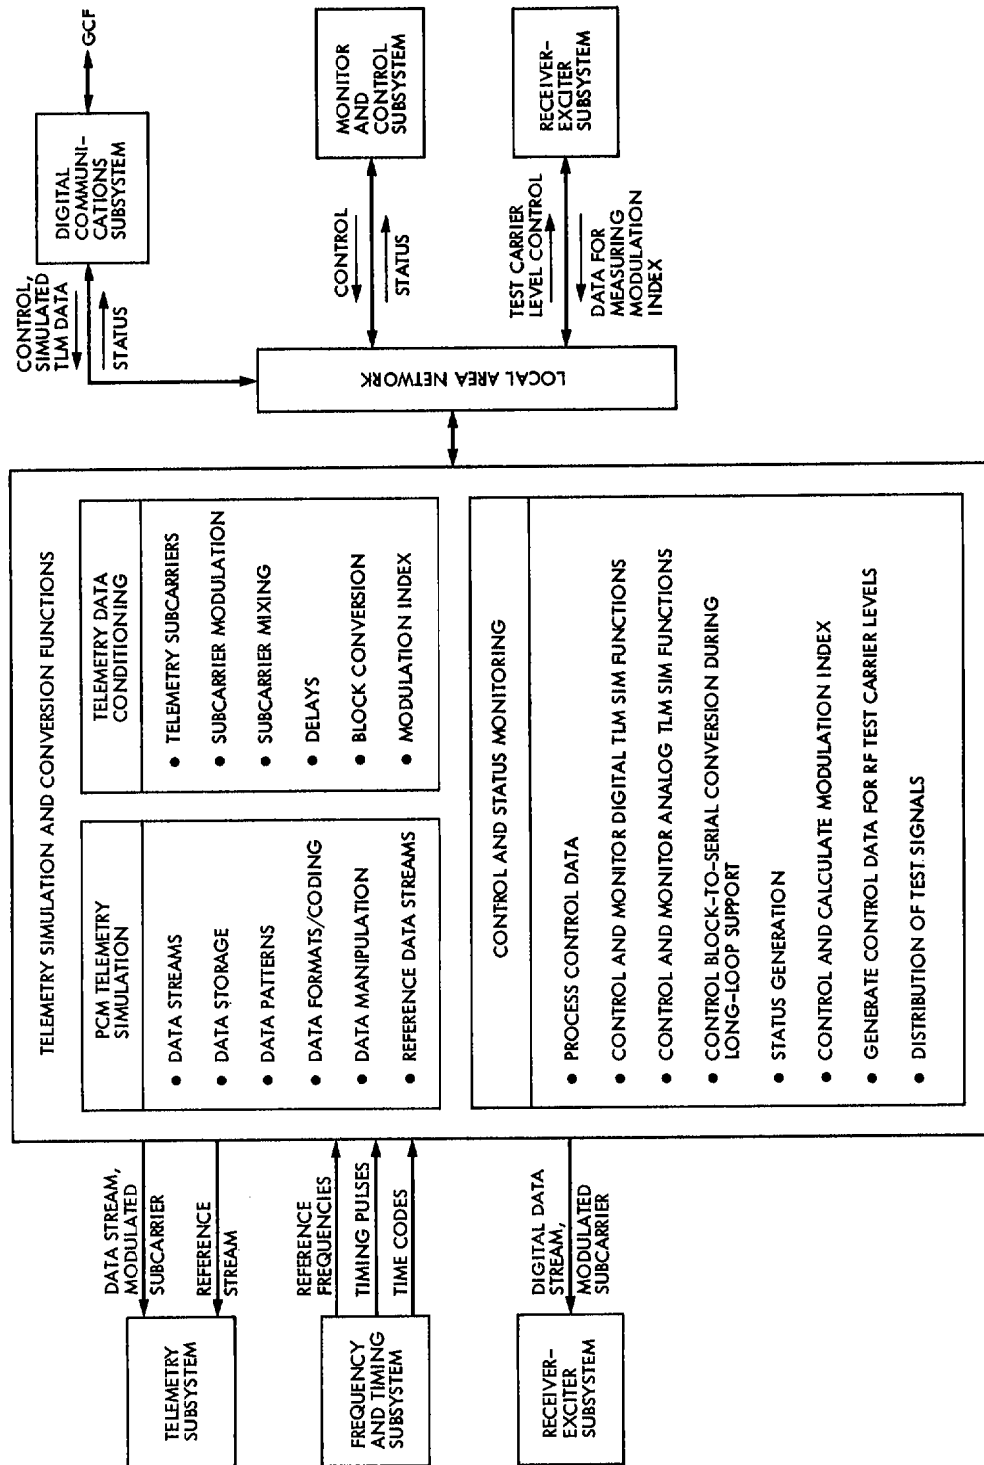 TELEMETRY
SUBSYSTEM
DATA STREAM,
MODULATED
SUBCARRIER
REFERENCE
STREAM
FREQUENCY
AND TIMING
SUBSYSTEM
REFERENCE
FREQUENCIES
TIMING PULSES
TIME CODES
RECEIVER-
EXCITER
SUBSYSTEM
DIGITAL DATA
STREAM,
MODULATED
SUBCARRIER
TELEMETRY SIMULATION AND CONVERSION FUNCTIONS
PCM TELEMETRY
SIMULATION
• DATA STREAMS
• DATA STORAGE
• DATA PATTERNS
• DATA FORMATS/CODING
• DATA MANIPULATION
• REFERENCE DATA STREAMS
TELEMETRY DATA
CONDITIONING
• TELEMETRY SUBCARRIERS
• SUBCARRIER MODULATION
• SUBCARRIER MIXING
• DELAYS
• BLOCK CONVERSION
• MODULATION INDEX
CONTROL AND STATUS MONITORING
• PROCESS CONTROL DATA
• CONTROL AND MONITOR DIGITAL TLM SIM FUNCTIONS
• CONTROL AND MONITOR ANALOG TLM SIM FUNCTIONS
• CONTROL BLOCK-TO-SERIAL CONVERSION DURING
LONG-LOOP SUPPORT
• STATUS GENERATION
• CONTROL AND CALCULATE MODULATION INDEX
• GENERATE CONTROL DATA FOR RF TEST CARRIER LEVELS
• DISTRIBUTION OF TEST SIGNALS
LOCAL AREA NETWORK
CONTROL,
SIMULATED
TLM DATA
STATUS
DIGITAL
COMMUNI-
CATIONS
SUBSYSTEM
GCF
CONTROL
STATUS
MONITOR
AND
CONTROL
SUBSYSTEM
TEST CARRIER
LEVEL CONTROL
DATA FOR
MEASURING
MODULATION
INDEX
RECEIVER-
EXCITER
SUBSYSTEM